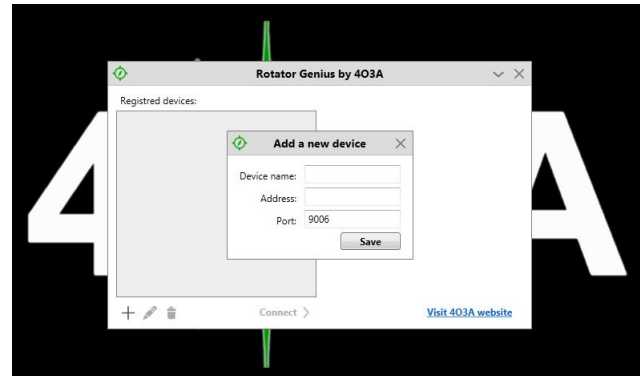 Rotator Genius by 4O3A
Registred devices:
Add a new device
Device name:
Address:
Port: 9006
Save
Connect
Visit 4O3A website
4 A